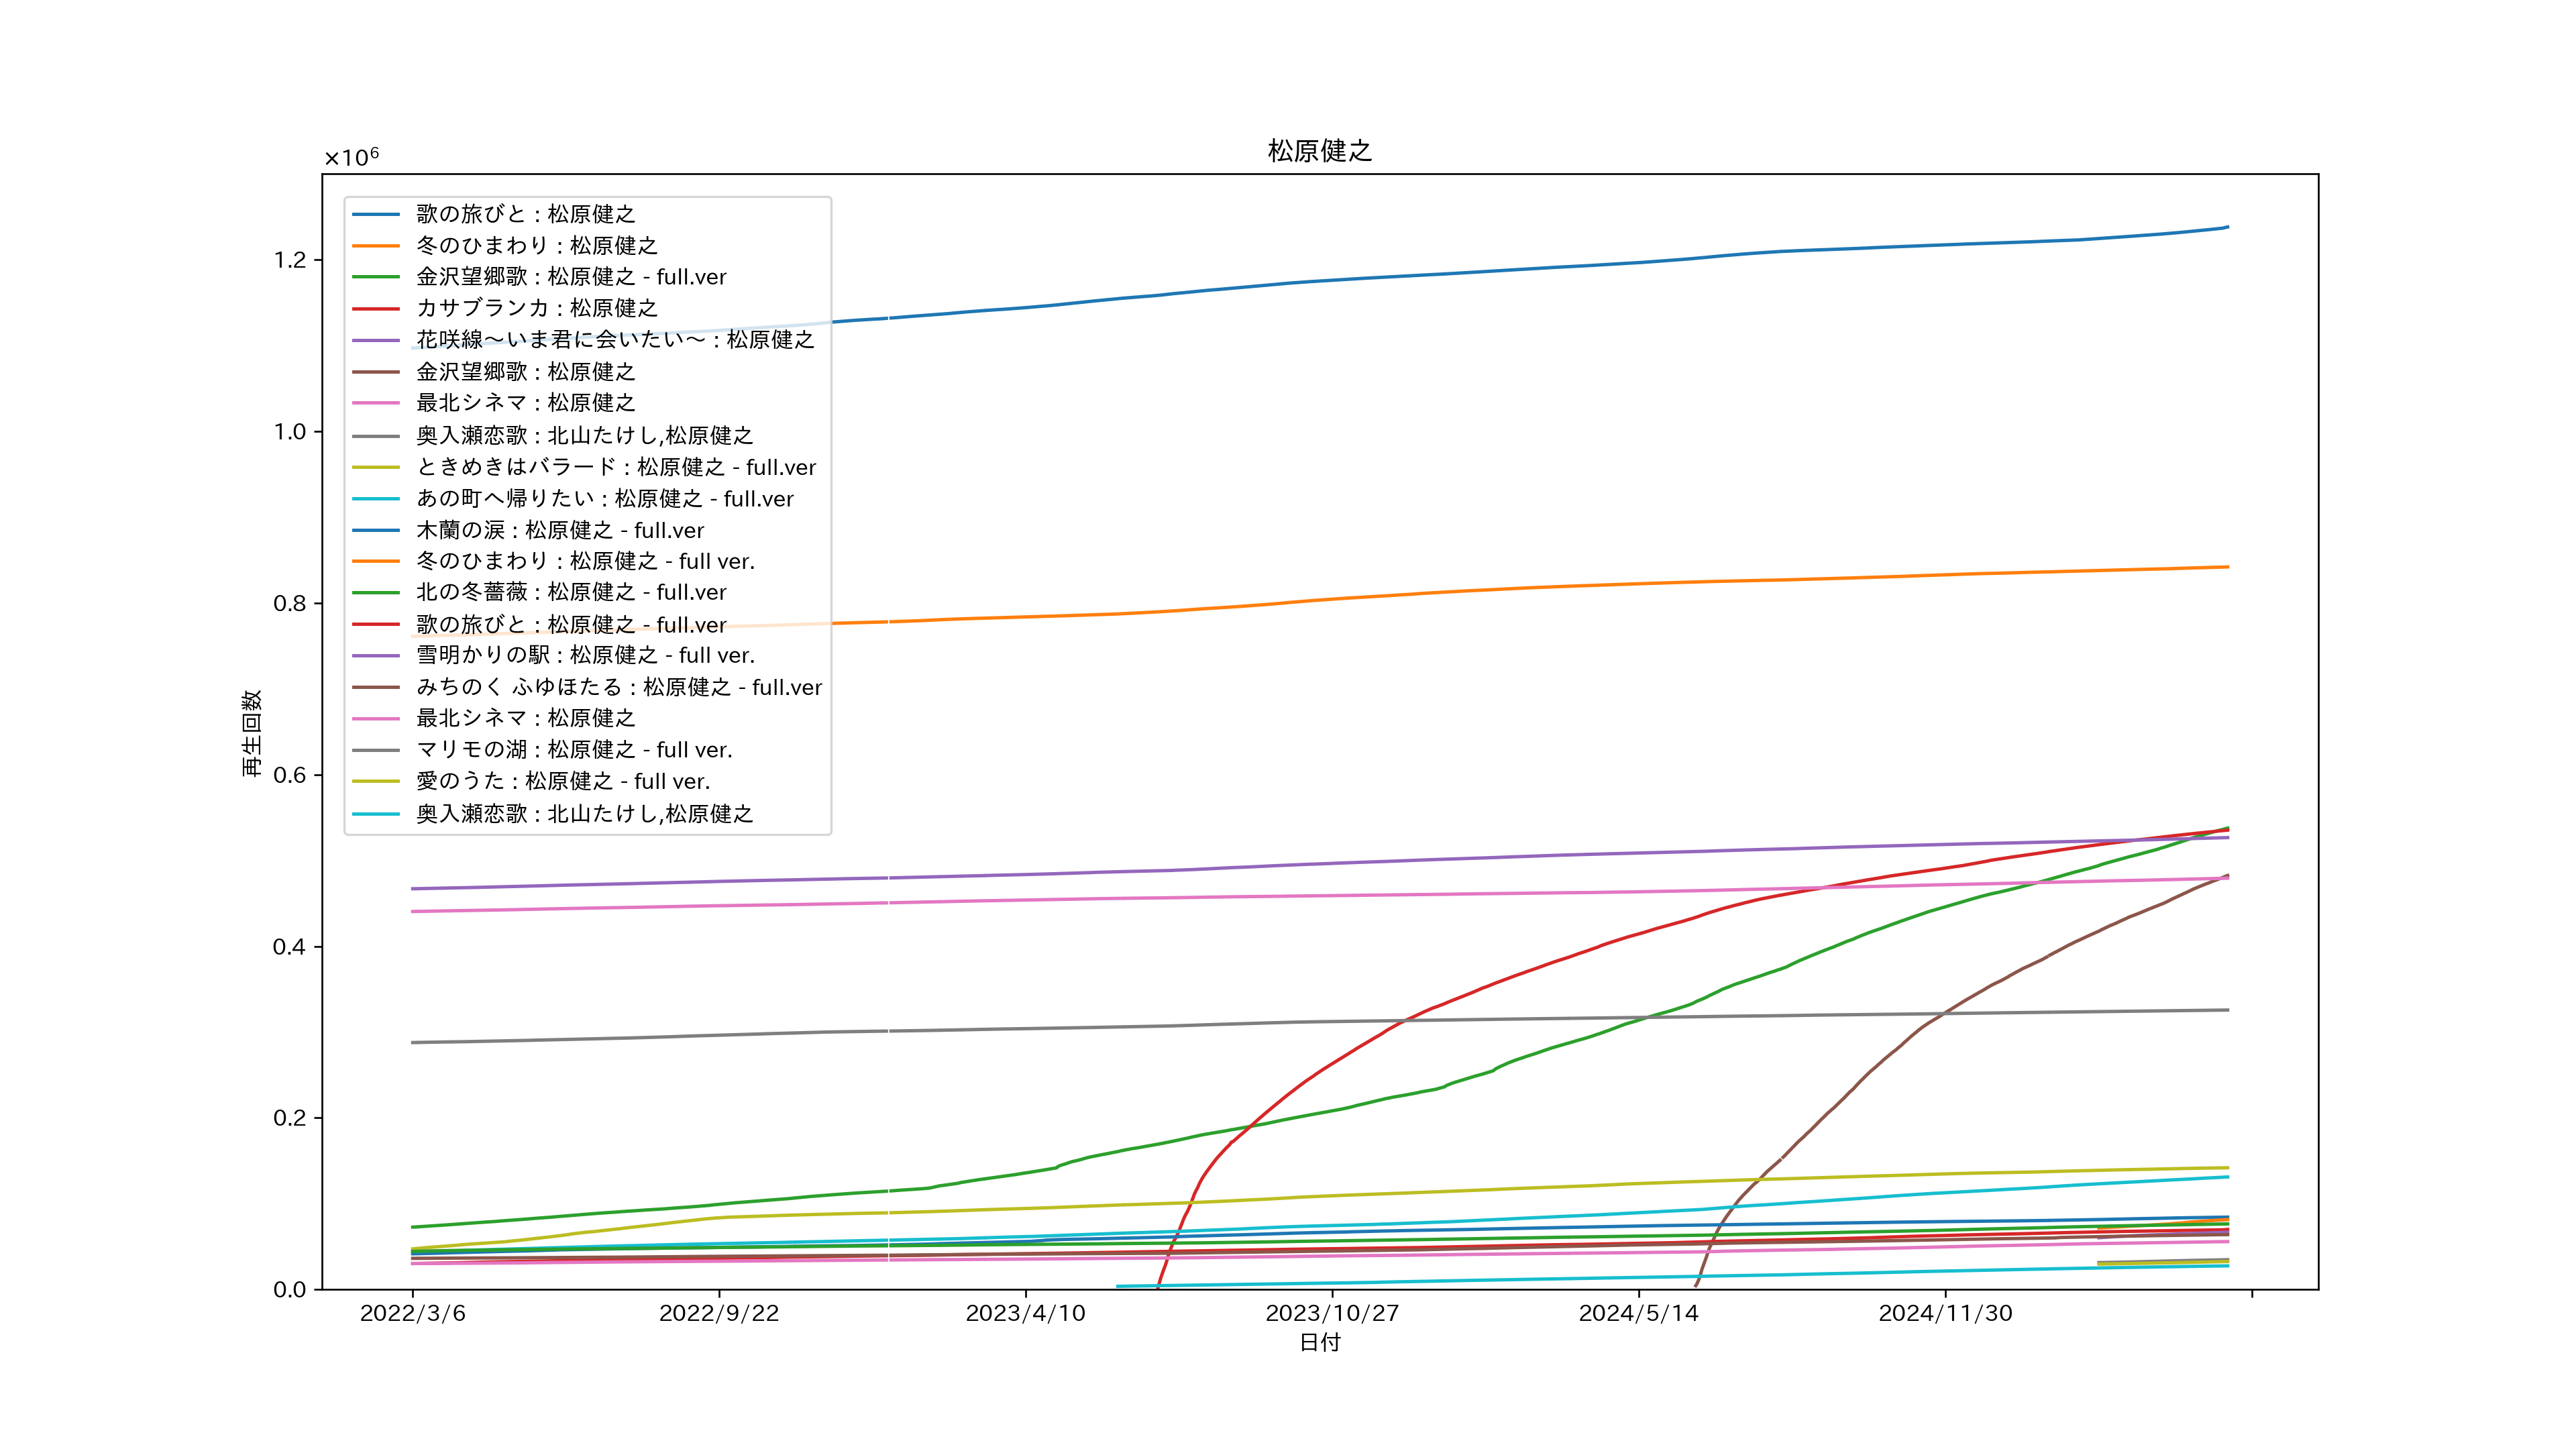 松原健之
×10⁶
歌の旅びと : 松原健之
冬のひまわり : 松原健之
金沢望郷歌 : 松原健之 - full.ver
カサブランカ : 松原健之
花咲線～いま君に会いたい～ : 松原健之
金沢望郷歌 : 松原健之
最北シネマ : 松原健之
奥入瀬恋歌 : 北山たけし,松原健之
ときめきはバラード : 松原健之 - full.ver
あの町へ帰りたい : 松原健之 - full.ver
木蘭の涙 : 松原健之 - full.ver
冬のひまわり : 松原健之 - full ver.
北の冬薔薇 : 松原健之 - full.ver
歌の旅びと : 松原健之 - full.ver
雪明かりの駅 : 松原健之 - full ver.
みちのく ふゆほたる : 松原健之 - full.ver
最北シネマ : 松原健之
マリモの湖 : 松原健之 - full ver.
愛のうた : 松原健之 - full ver.
奥入瀬恋歌 : 北山たけし,松原健之
1.2
1.0
0.8
0.6
0.4
0.2
0.0
再生回数
2022/3/6 2022/9/22 2023/4/10 2023/10/27 2024/5/14 2024/11/30
日付